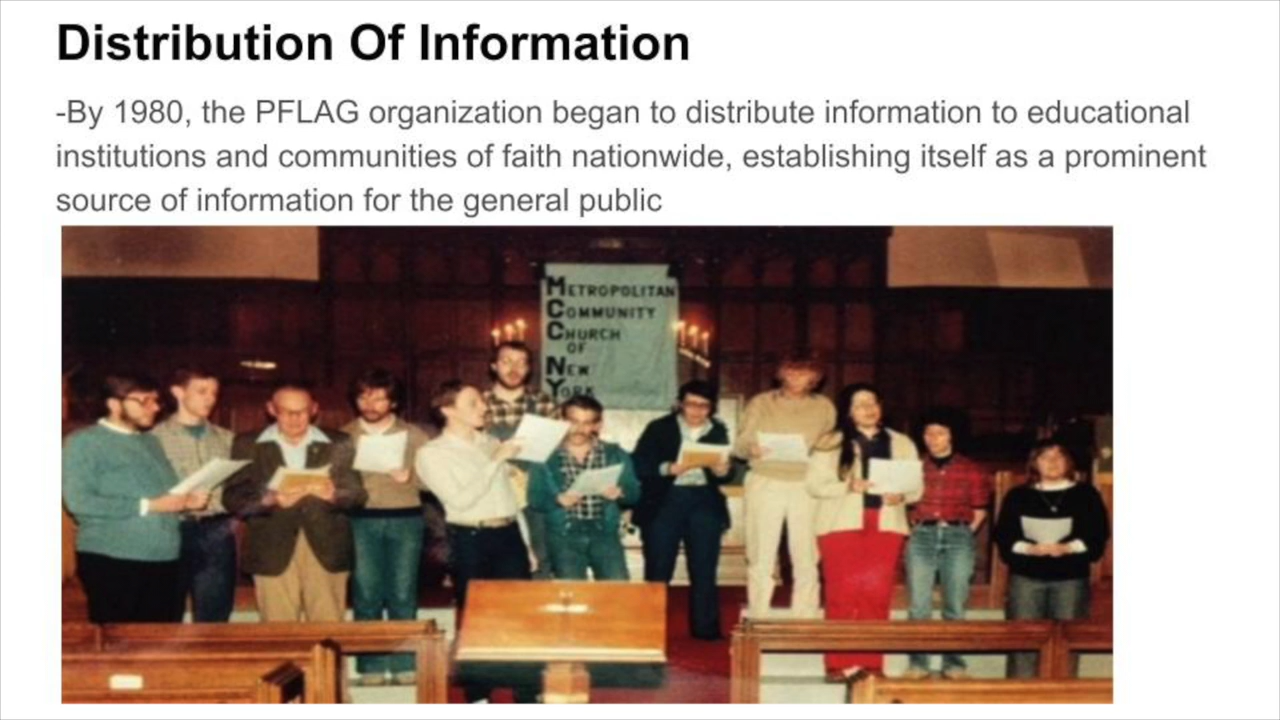 Distribution Of Information
-By 1980, the PFLAG organization began to distribute information to educational
institutions and communities of faith nationwide, establishing itself as a prominent
source of information for the general public
METROPOLITAN
COMMUNITY
CHURCH
OF
NEW
YORK